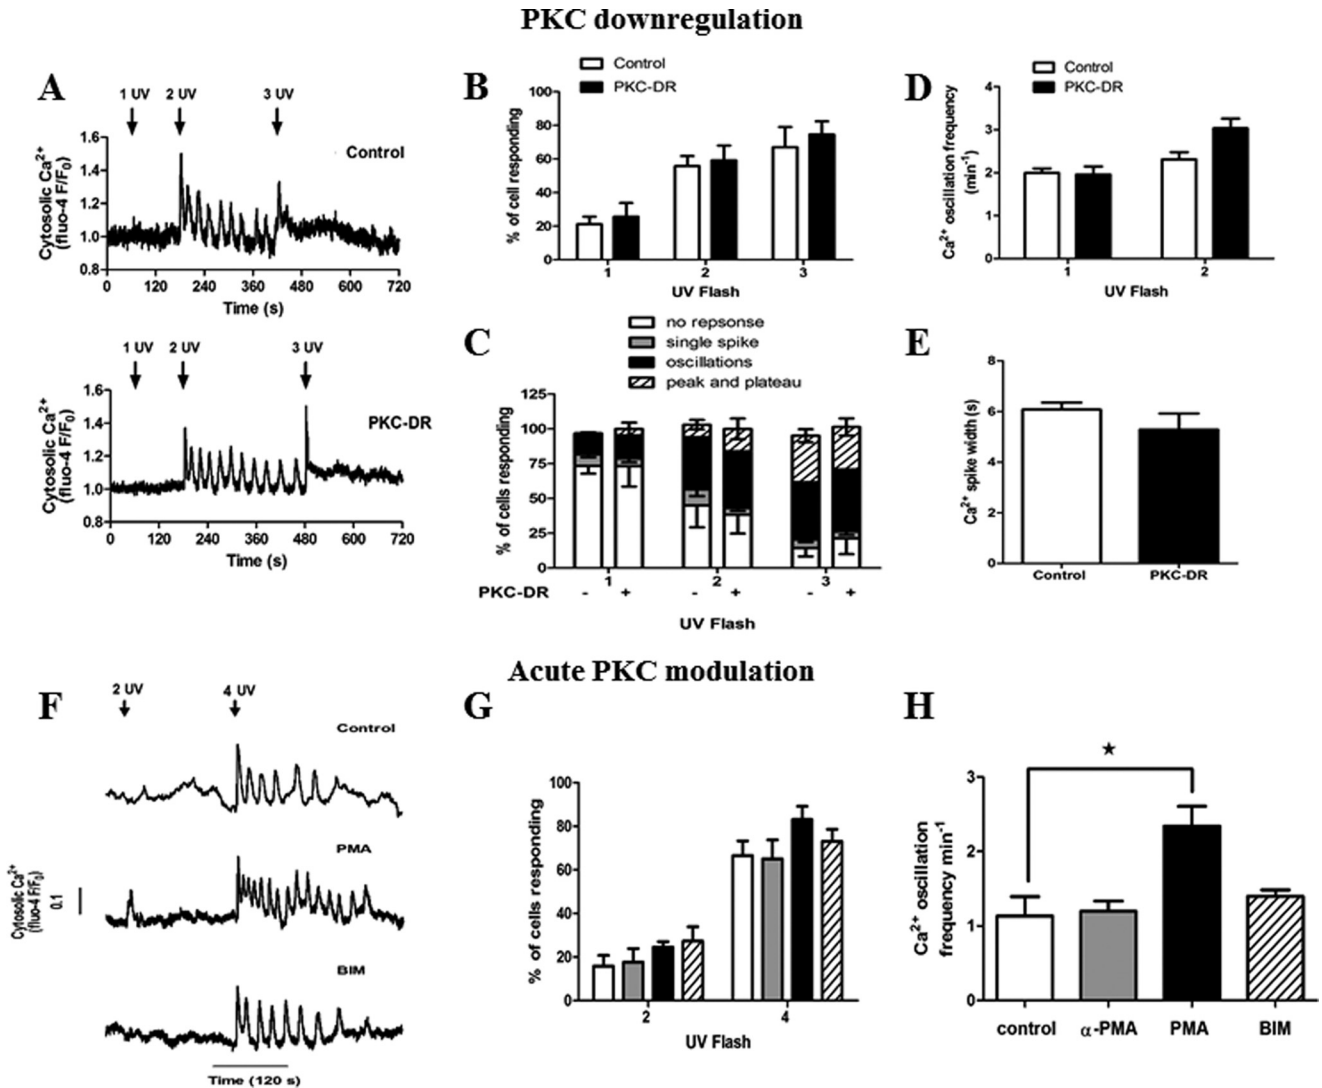 PKC downregulation
A
1 UV 2 UV 3 UV
Control
Cytosolic Ca2+
(fluo-4 F/F0)
1.6
1.4
1.2
1.0
0.8
0 120 240 360 480 600 720
Time (s)
1 UV 2 UV 3 UV
PKC-DR
Cytosolic Ca2+
(fluo-4 F/F0)
1.6
1.4
1.2
1.0
0.8
0 120 240 360 480 600 720
Time (s)
B
Control
PKC-DR
% of cell responding
100
80
60
40
20
0
1 2 3
UV Flash
C
no repsonse
single spike
oscillations
peak and plateau
% of cells responding
125
100
75
50
25
0
1 2 3
PKC-DR - + - + - +
UV Flash
D
Control
PKC-DR
Ca2+ oscillation frequency
(min-1)
4
3
2
1
0
1 2
UV Flash
E
Ca2+ spike width (s)
8
6
4
2
0
Control PKC-DR
Acute PKC modulation
F
2 UV 4 UV
Control
PMA
BIM
Cytosolic Ca2+
(fluo-4 F/F0)
0.1
Time (120 s)
G
% of cells responding
100
80
60
40
20
0
2 4
UV Flash
H
★
Ca2+ oscillation
frequency min-1
3
2
1
0
control α-PMA PMA BIM